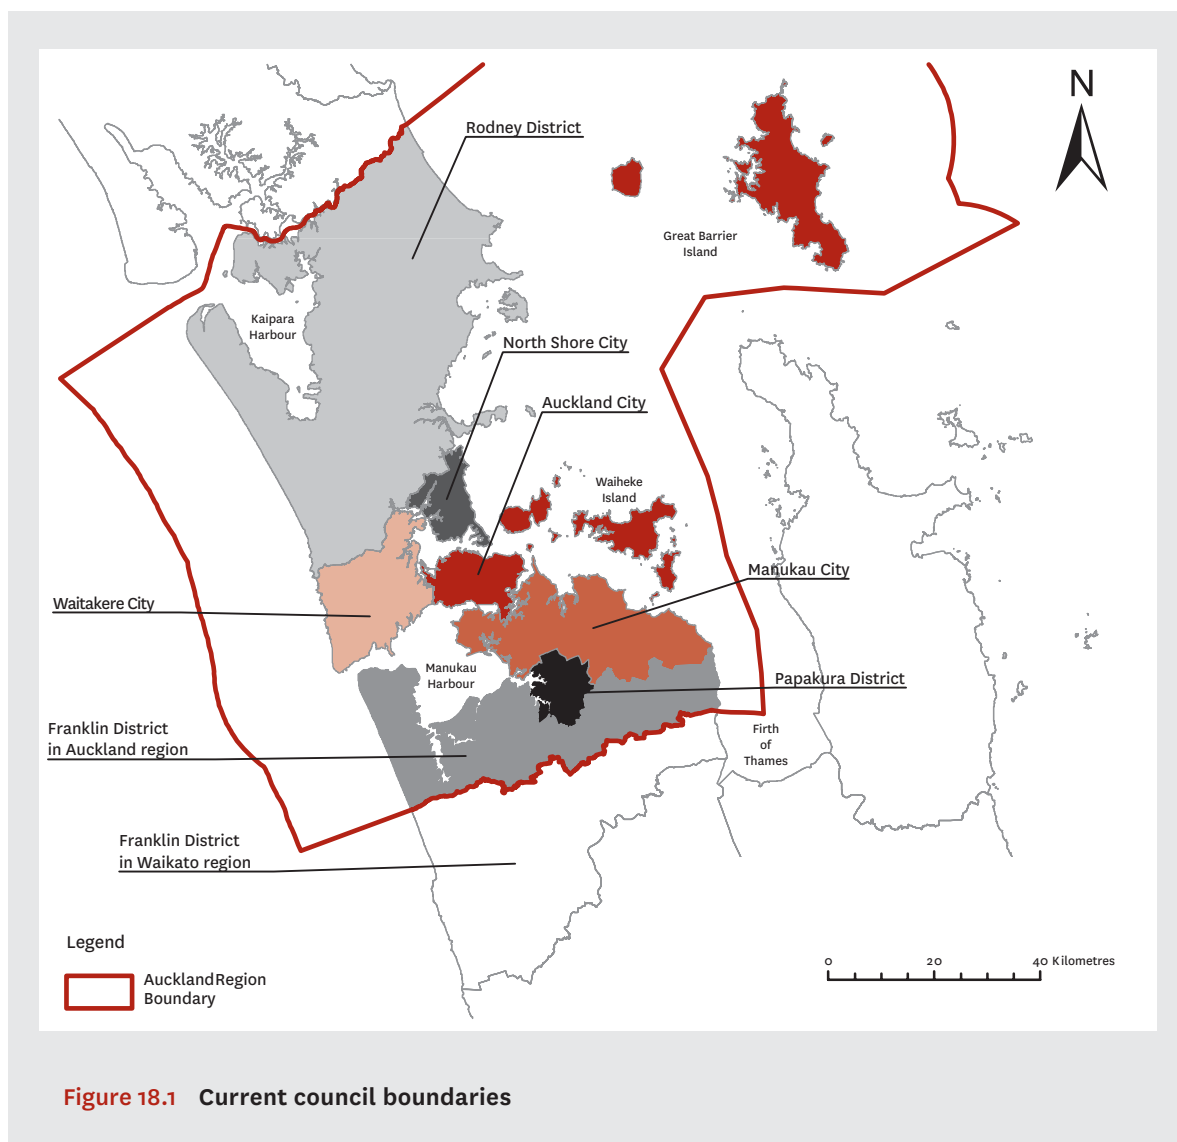 N
Rodney District
Great Barrier
Island
Kaipara
Harbour
North Shore City
Auckland City
Waiheke
Island
Manukau City
Waitakere City
Manukau
Harbour
Papakura District
Franklin District
in Auckland region
Firth
of
Thames
Franklin District
in Waikato region
Legend
Auckland Region
Boundary
0 20 40 Kilometres
Figure 18.1 Current council boundaries